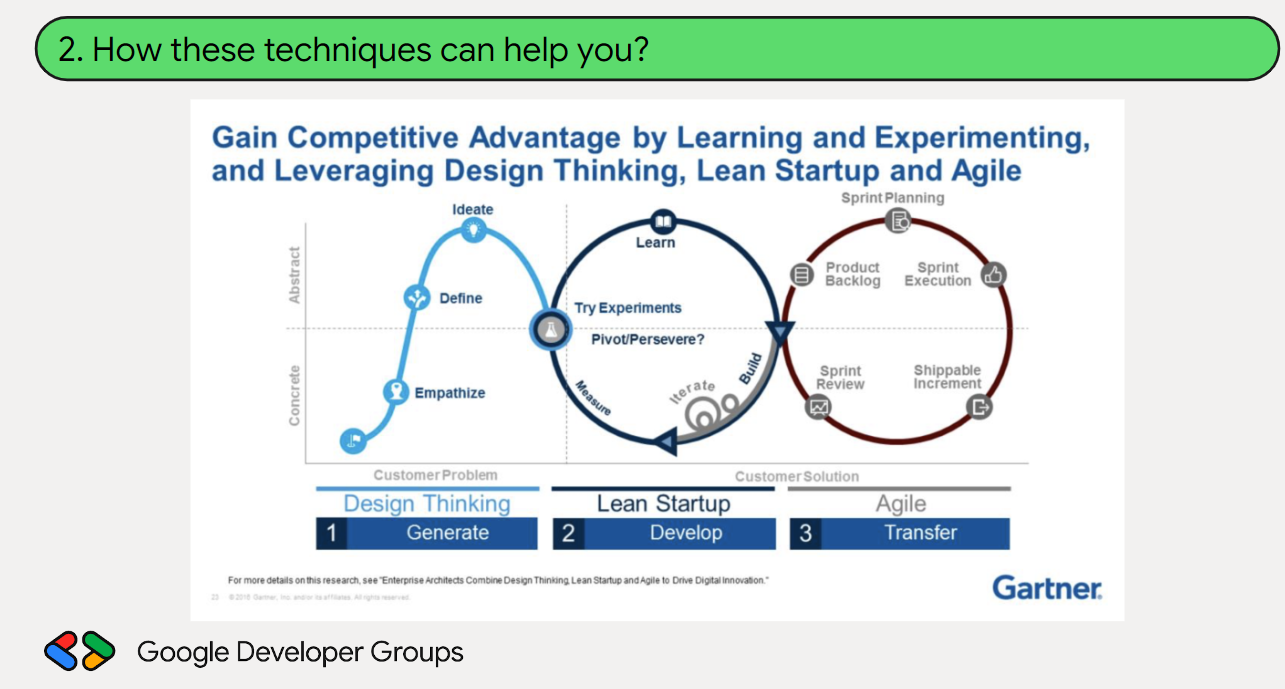 2. How these techniques can help you?
Gain Competitive Advantage by Learning and Experimenting,
and Leveraging Design Thinking, Lean Startup and Agile
Abstract
Concrete
Ideate
Define
Empathize
Learn
Try Experiments
Pivot/Persevere?
Measure
Iterate
Build
Sprint Planning
Product
Backlog
Sprint
Execution
Sprint
Review
Shippable
Increment
Customer Problem
Customer Solution
Design Thinking
Lean Startup
Agile
1 Generate
2 Develop
3 Transfer
For more details on this research, see "Enterprise Architects Combine Design Thinking, Lean Startup and Agile to Drive Digital Innovation."
23 © 2016 Gartner, Inc. and/or its affiliates. All rights reserved.
Gartner.
Google Developer Groups